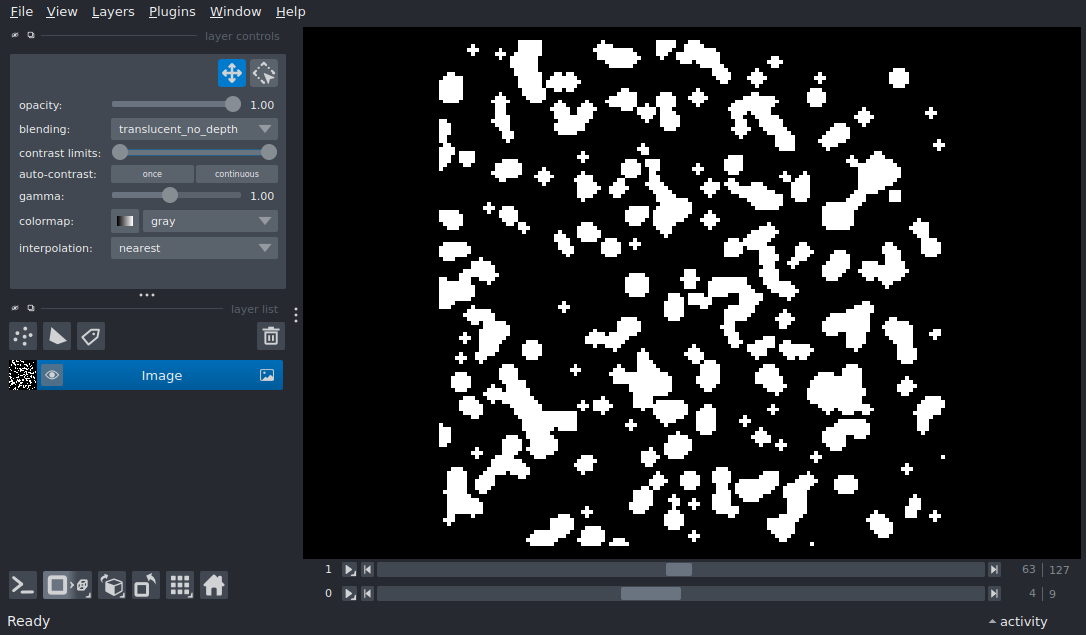 File View Layers Plugins Window Help
layer controls
opacity: 1.00
blending: translucent_no_depth
contrast limits:
auto-contrast: once continuous
gamma: 1.00
colormap: gray
interpolation: nearest
layer list
Image
1 63 127
0 4 9
Ready activity